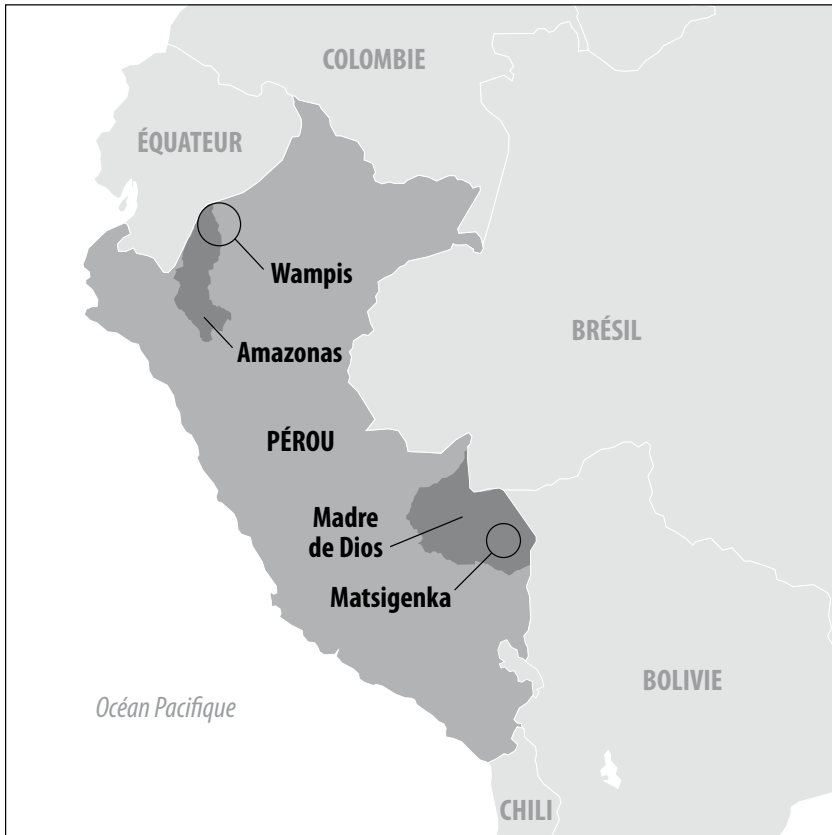 COLOMBIE
ÉQUATEUR
Wampis
BRÉSIL
Amazonas
PÉROU
Madre
de Dios
Matsigenka
BOLIVIE
Océan Pacifique
CHILI